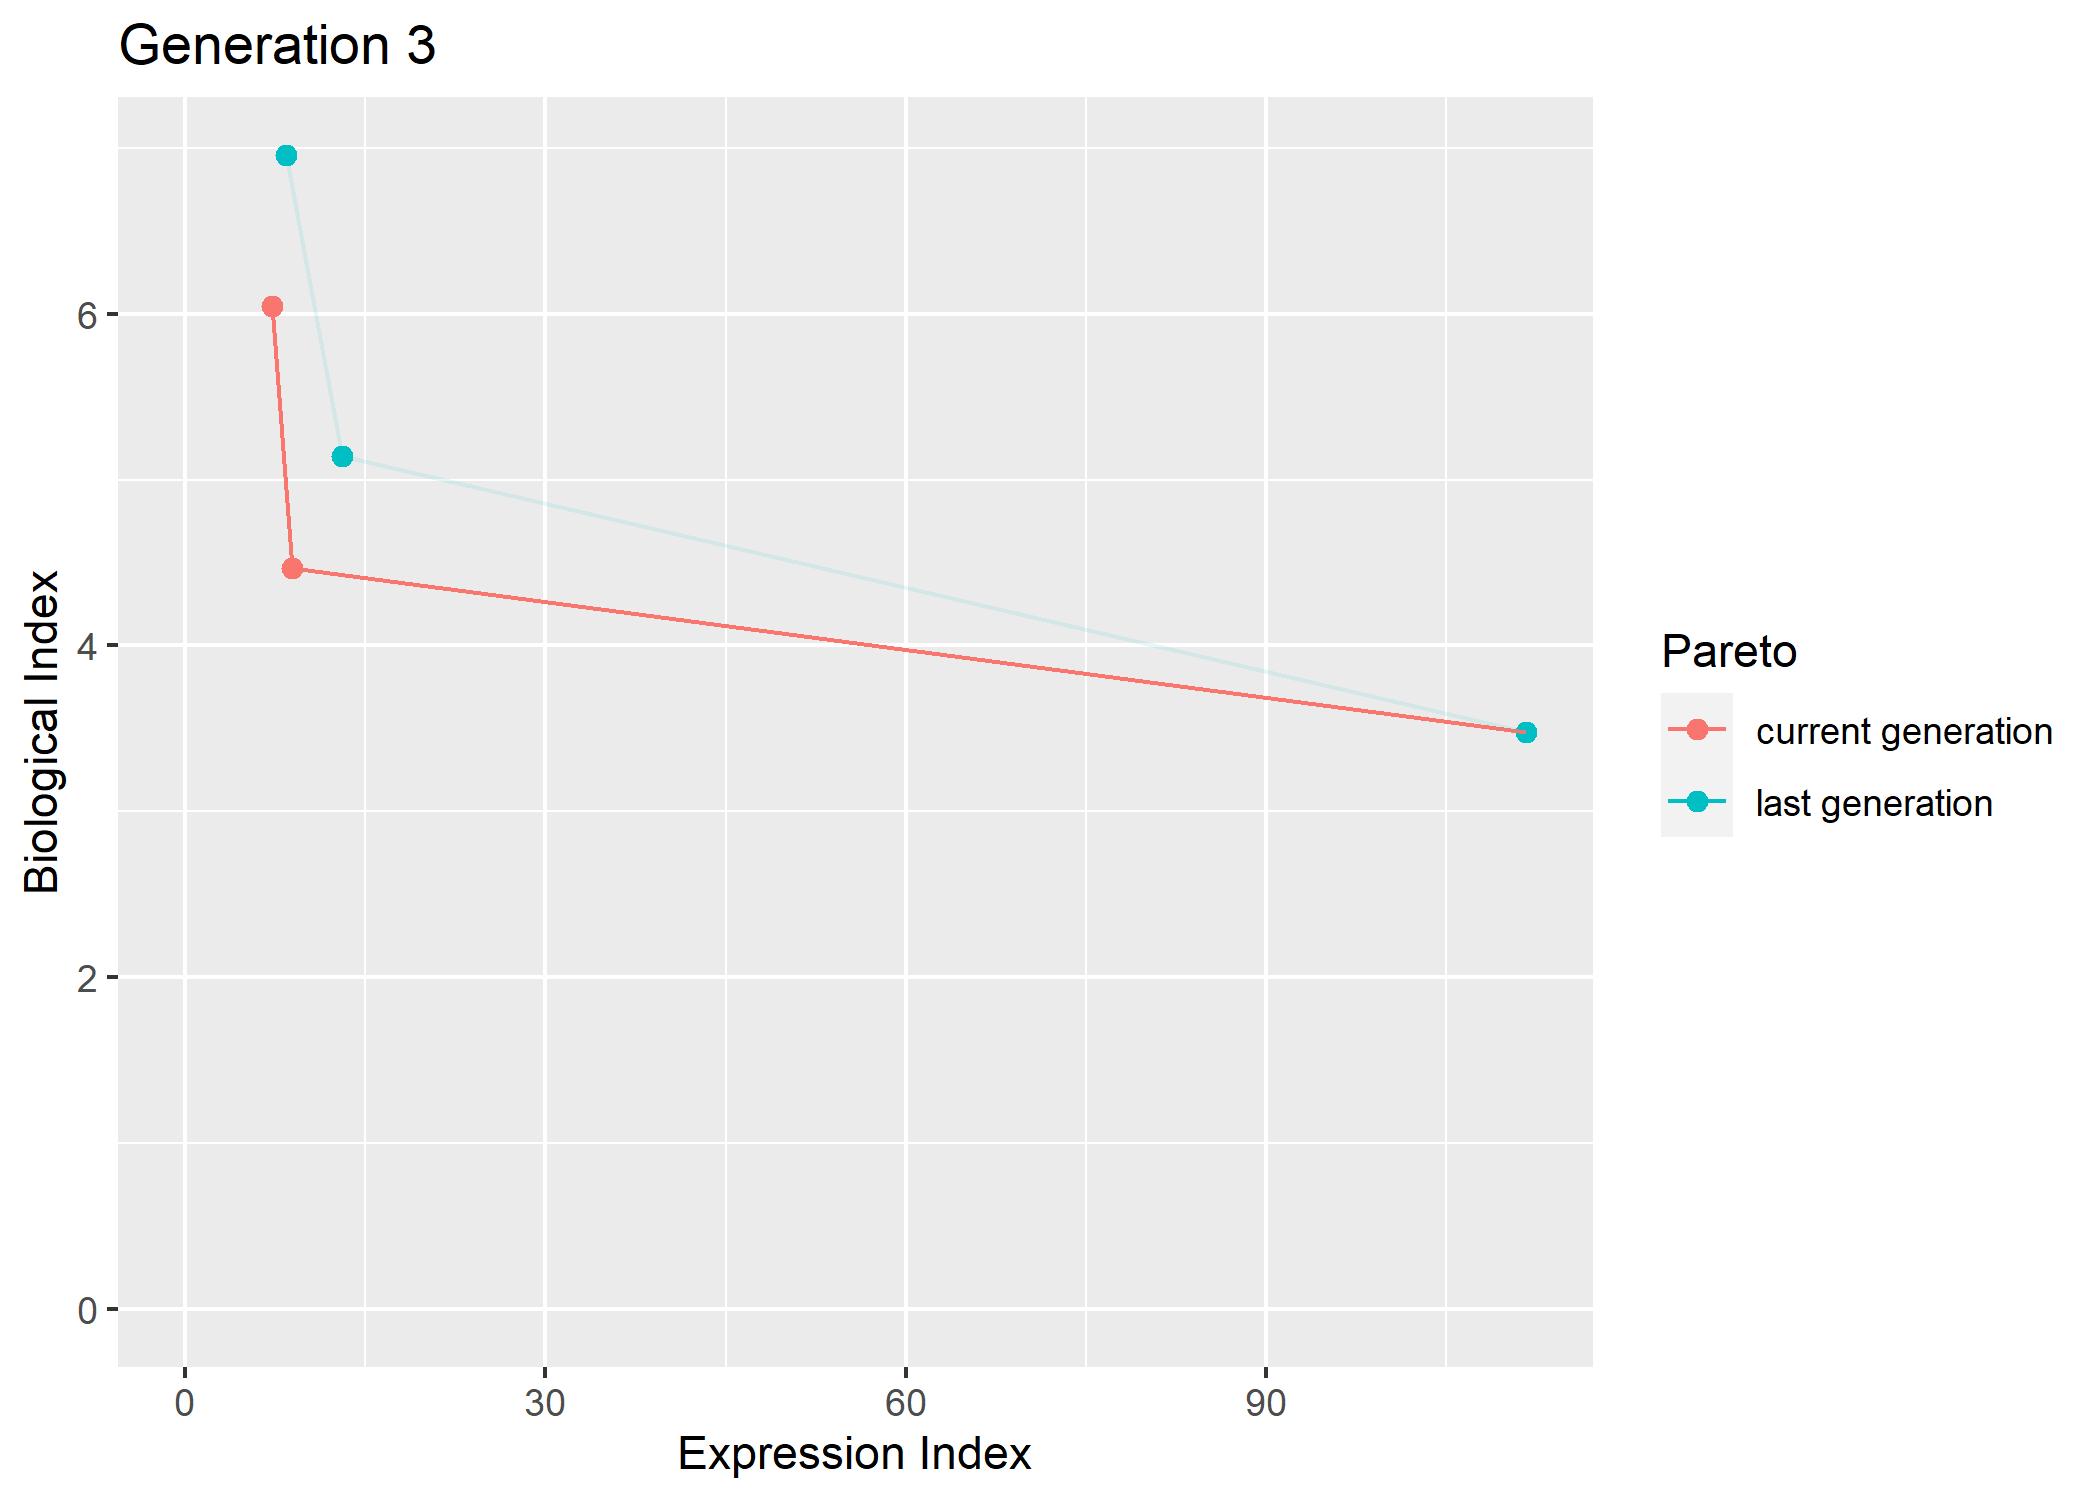 Generation 3
Biological Index
6
4
2
0
0 30 60 90
Expression Index
Pareto
current generation
last generation